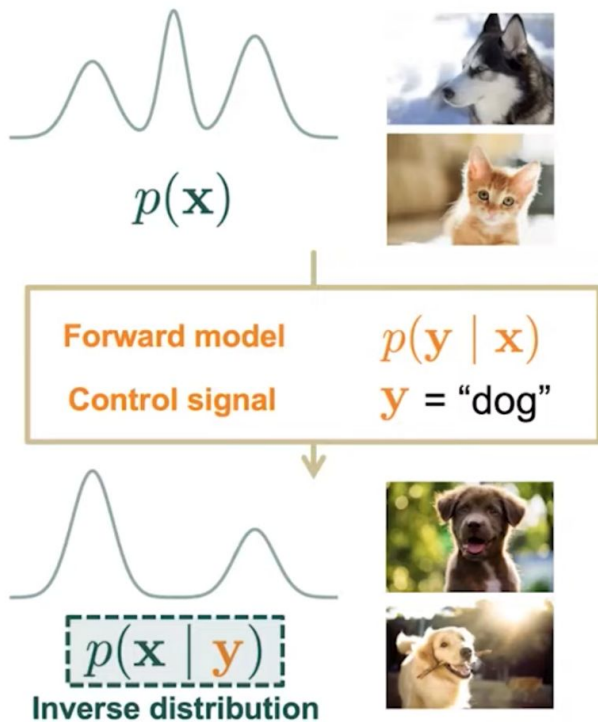 p(x)
Forward model p(y | x)
Control signal y = “dog”
p(x | y)
Inverse distribution